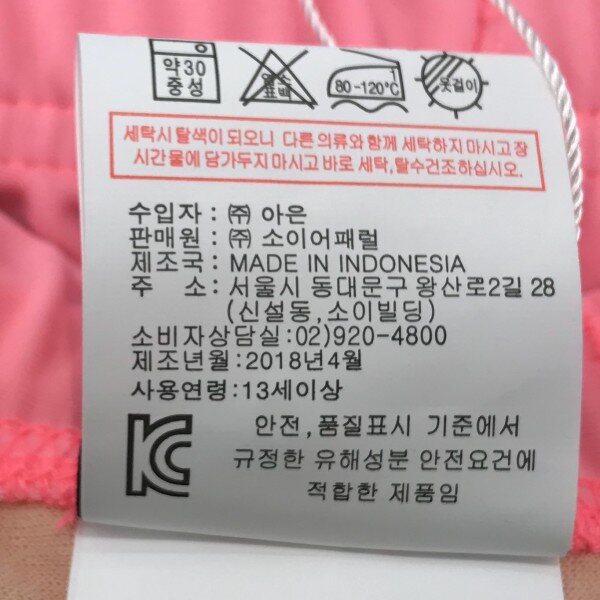 약30
중성
염소
표백
80-120℃
옷걸이
세탁시 탈색이 되오니 다른 의류와 함께 세탁하지 마시고 장
시간 물에 담가두지 마시고 바로 세탁,탈수건조하십시오.
수입자 : ㈜ 아은
판매원 : ㈜ 소이어패럴
제조국 : MADE IN INDONESIA
주 소 : 서울시 동대문구 왕산로2길 28
(신설동,소이빌딩)
소비자상담실:02)920-4800
제조년월:2018년4월
사용연령:13세이상
안전,품질표시 기준에서
규정한 유해성분 안전요건에
적합한 제품임